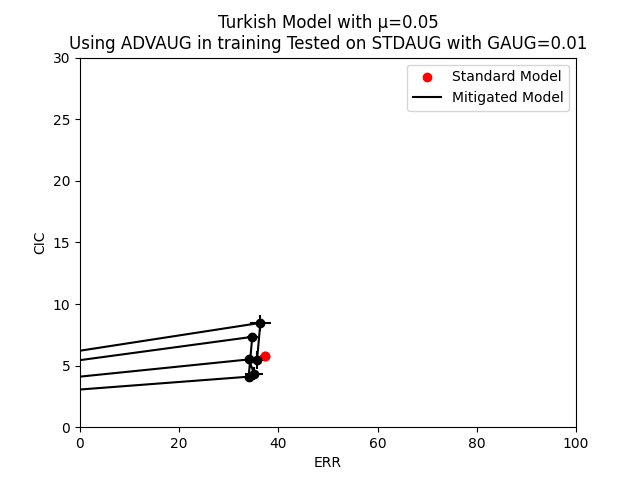 Turkish Model with μ=0.05
Using ADVAUG in training Tested on STDAUG with GAUG=0.01
Standard Model
Mitigated Model
30
25
20
15
10
5
0
CIC
0 20 40 60 80 100
ERR